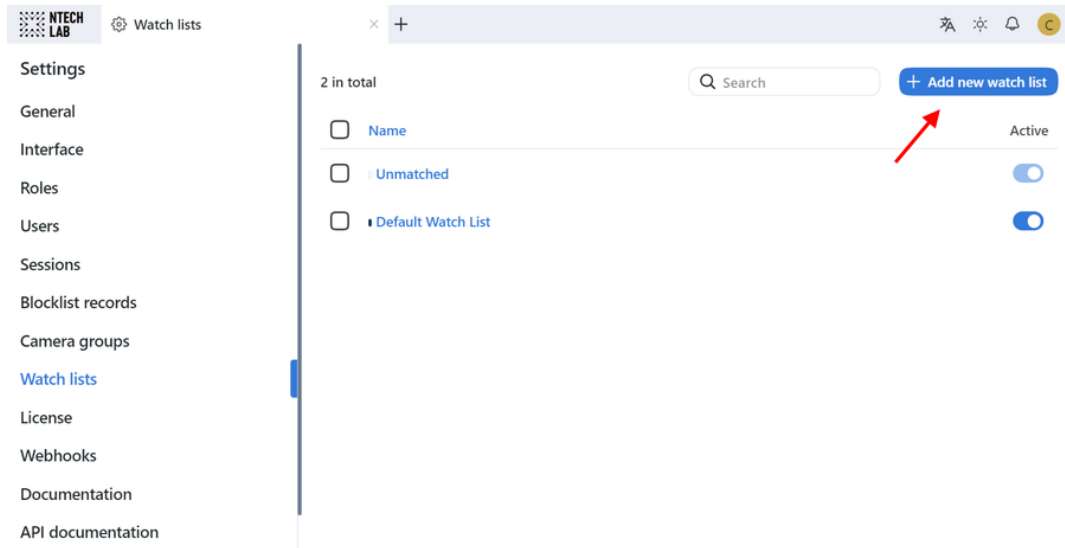 NTECH LAB
Watch lists
C
Settings
General
Interface
Roles
Users
Sessions
Blocklist records
Camera groups
Watch lists
License
Webhooks
Documentation
API documentation
2 in total
Search
+ Add new watch list
Name
Active
Unmatched
Default Watch List